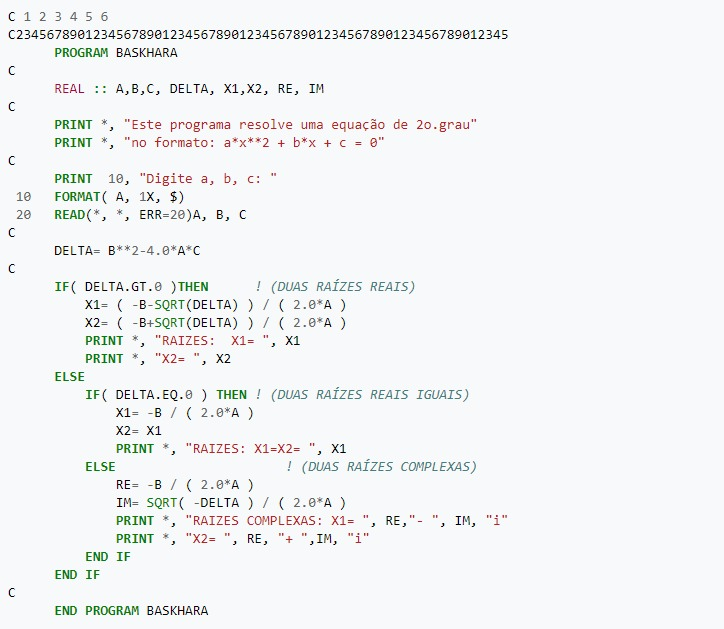 C 1 2 3 4 5 6
C2345678901234567890123456789012345678901234567890123456789012345
      PROGRAM BASKHARA
C
      REAL :: A,B,C, DELTA, X1,X2, RE, IM
C
      PRINT *, "Este programa resolve uma equação de 2o.grau"
      PRINT *, "no formato: a*x**2 + b*x + c = 0"
C
      PRINT  10, "Digite a, b, c: "
 10   FORMAT( A, 1X, $)
 20   READ(*, *, ERR=20)A, B, C
C
      DELTA= B**2-4.0*A*C
C
      IF( DELTA.GT.0 )THEN      ! (DUAS RAÍZES REAIS)
          X1= ( -B-SQRT(DELTA) ) / ( 2.0*A )
          X2= ( -B+SQRT(DELTA) ) / ( 2.0*A )
          PRINT *, "RAIZES:  X1= ", X1
          PRINT *, "X2= ", X2
      ELSE
          IF( DELTA.EQ.0 ) THEN ! (DUAS RAÍZES REAIS IGUAIS)
              X1= -B / ( 2.0*A )
              X2= X1
              PRINT *, "RAIZES: X1=X2= ", X1
          ELSE                      ! (DUAS RAÍZES COMPLEXAS)
              RE= -B / ( 2.0*A )
              IM= SQRT( -DELTA ) / ( 2.0*A )
              PRINT *, "RAIZES COMPLEXAS: X1= ", RE,"- ", IM, "i"
              PRINT *, "X2= ", RE, "+ ",IM, "i"
          END IF
      END IF
C
      END PROGRAM BASKHARA